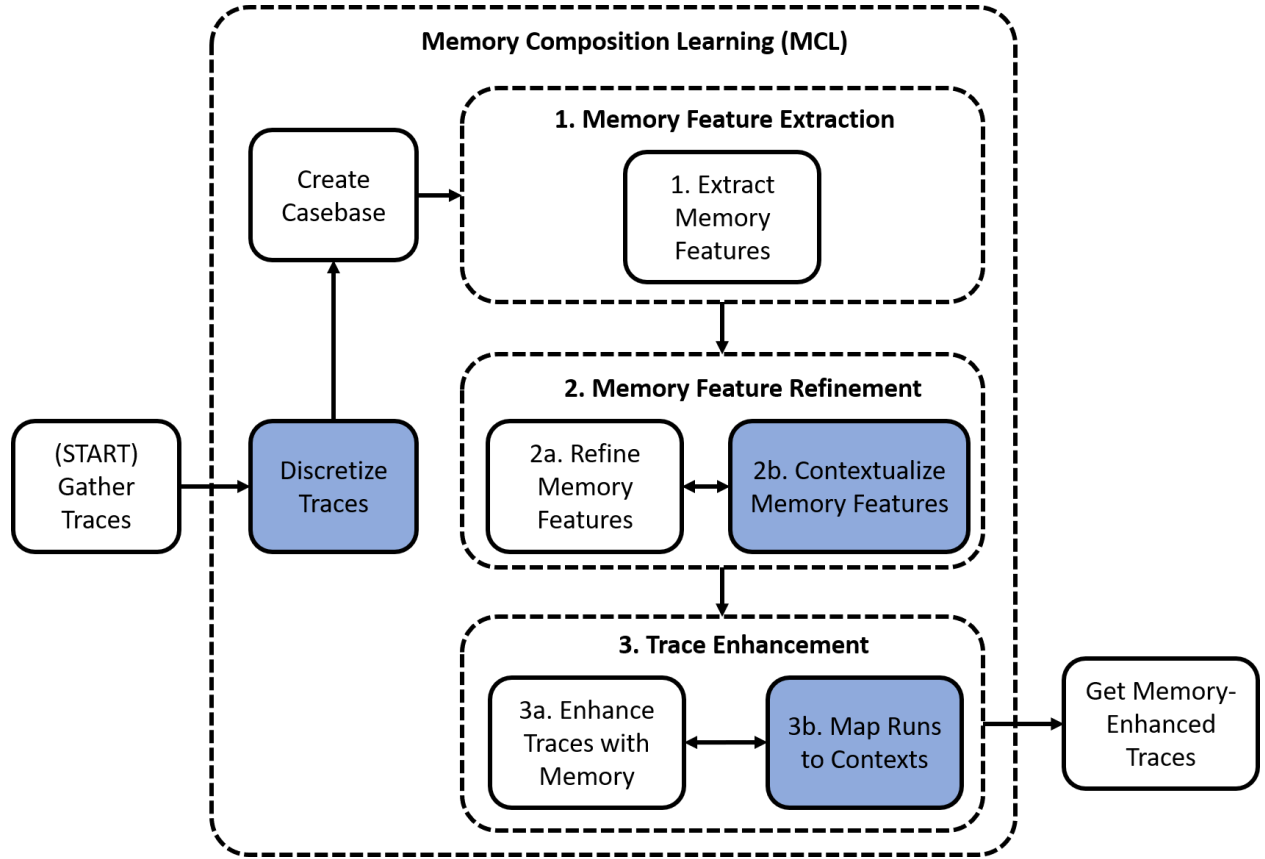 Memory Composition Learning (MCL)
1. Memory Feature Extraction
1. Extract
Memory
Features
Create
Casebase
2. Memory Feature Refinement
2a. Refine
Memory
Features
2b. Contextualize
Memory Features
(START)
Gather
Traces
Discretize
Traces
3. Trace Enhancement
3a. Enhance
Traces with
Memory
3b. Map Runs
to Contexts
Get Memory-
Enhanced
Traces